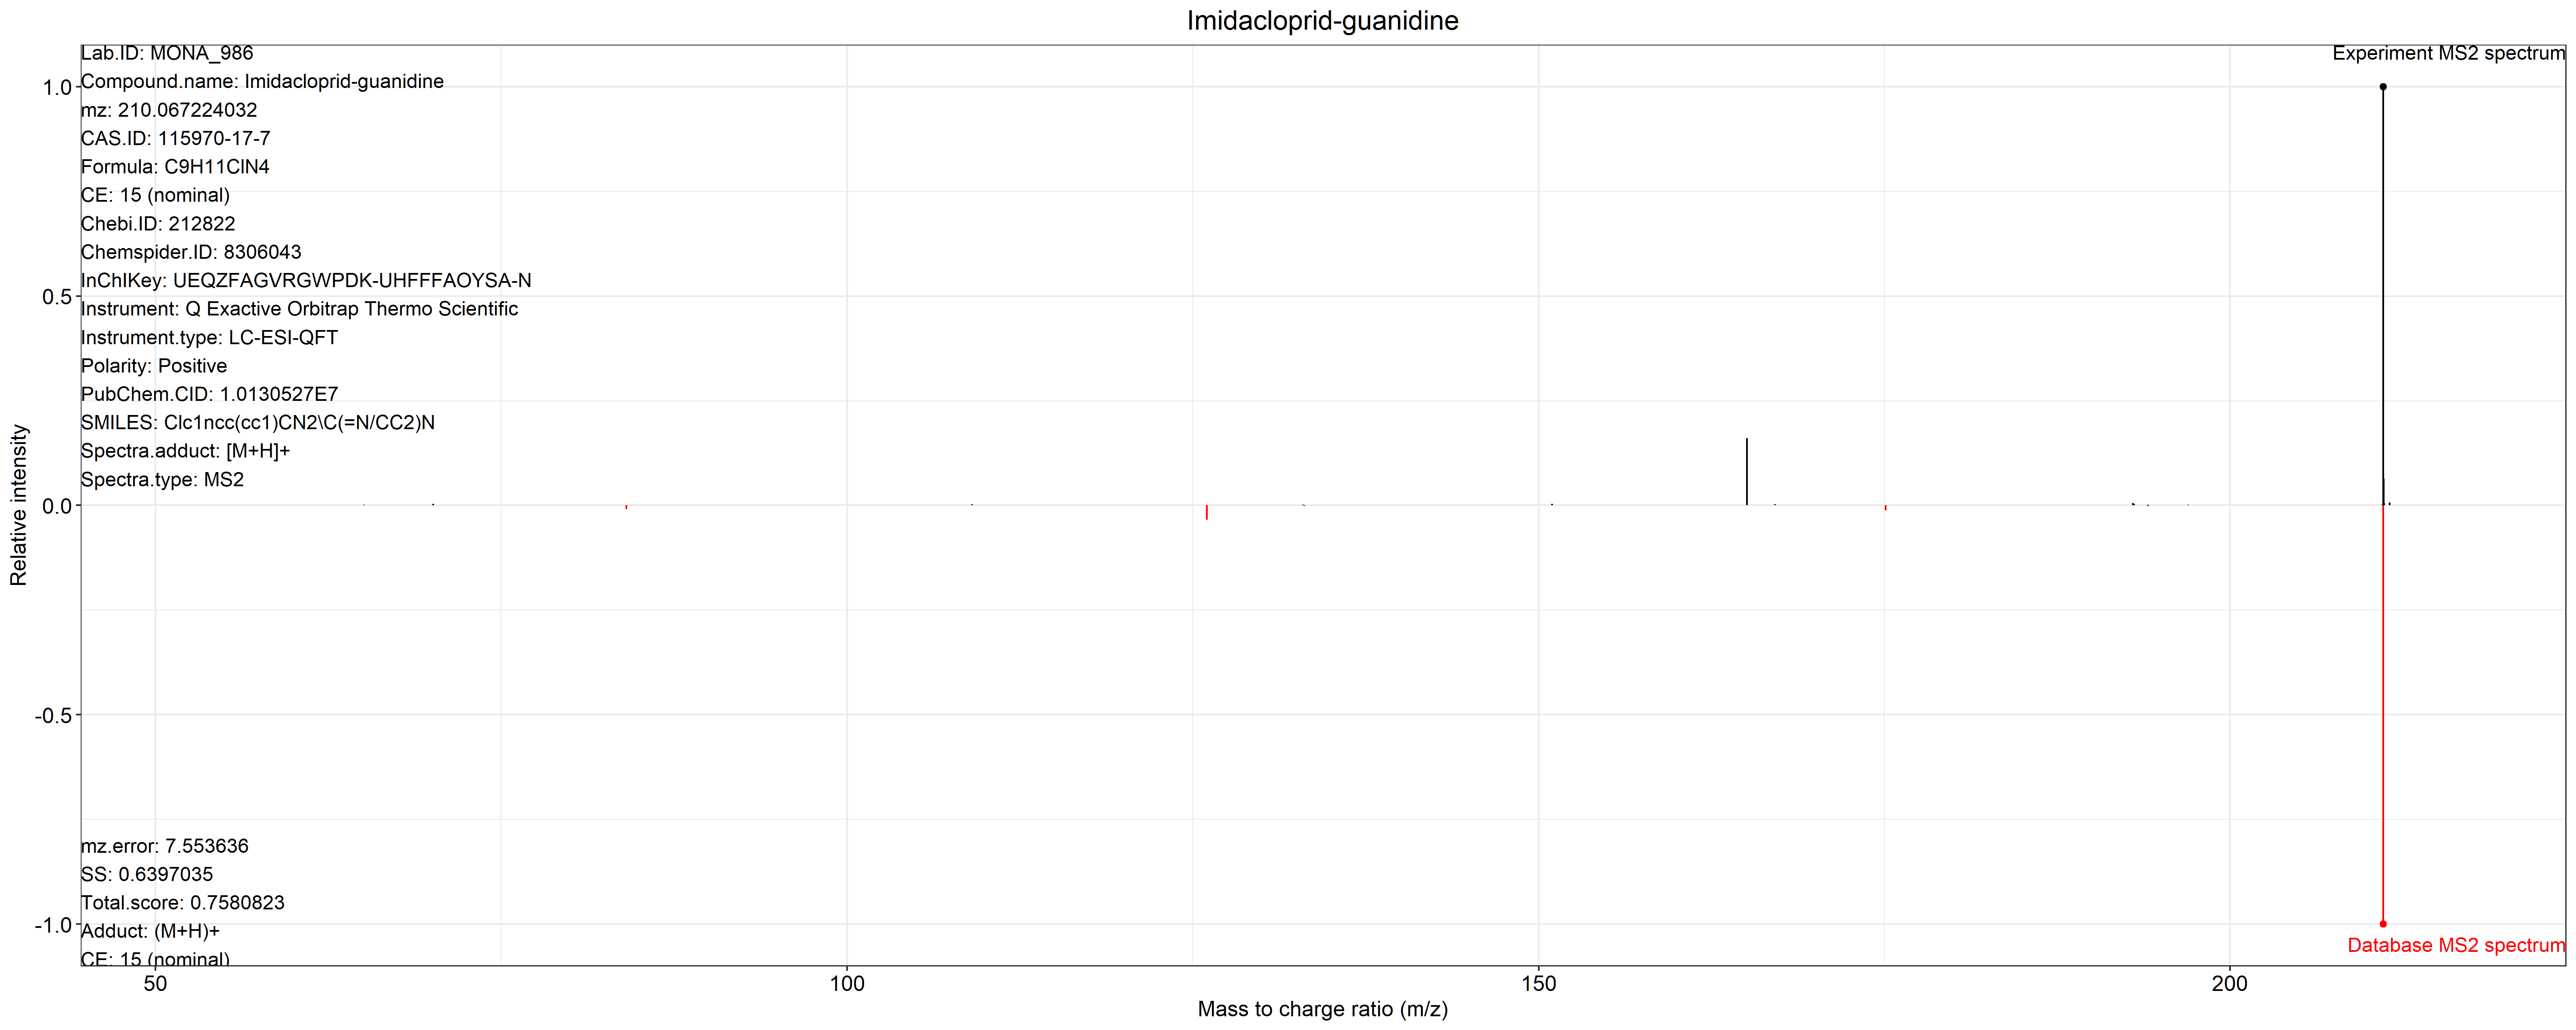 Imidacloprid-guanidine
Lab.ID: MONA_986
Experiment MS2 spectrum
Compound.name: Imidacloprid-guanidine
mz: 210.067224032
CAS.ID: 115970-17-7
Formula: C9H11ClN4
CE: 15 (nominal)
Chebi.ID: 212822
Chemspider.ID: 8306043
InChIKey: UEQZFAGVRGWPDK-UHFFFAOYSA-N
Instrument: Q Exactive Orbitrap Thermo Scientific
Instrument.type: LC-ESI-QFT
Polarity: Positive
PubChem.CID: 1.0130527E7
SMILES: Clc1ncc(cc1)CN2\C(=N/CC2)N
Spectra.adduct: [M+H]+
Spectra.type: MS2
mz.error: 7.553636
SS: 0.6397035
Total.score: 0.7580823
Adduct: (M+H)+
CE: 15 (nominal)
Database MS2 spectrum
1.0
0.5
0.0
-0.5
-1.0
Relative intensity
50
100
150
200
Mass to charge ratio (m/z)